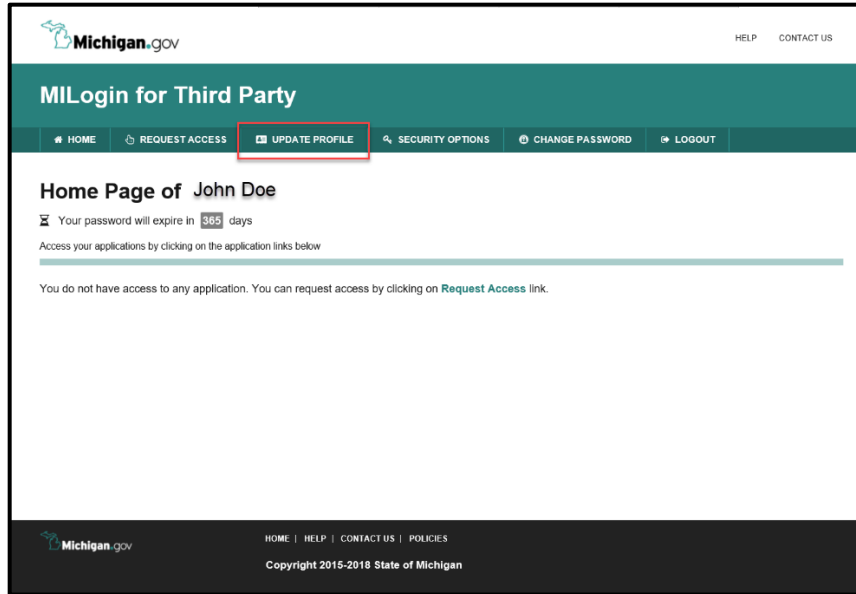 Michigan.gov
HELP CONTACT US
MILogin for Third Party
HOME REQUEST ACCESS UPDATE PROFILE SECURITY OPTIONS CHANGE PASSWORD LOGOUT
Home Page of John Doe
Your password will expire in 365 days
Access your applications by clicking on the application links below
You do not have access to any application. You can request access by clicking on Request Access link.
Michigan.gov
HOME | HELP | CONTACT US | POLICIES
Copyright 2015-2018 State of Michigan